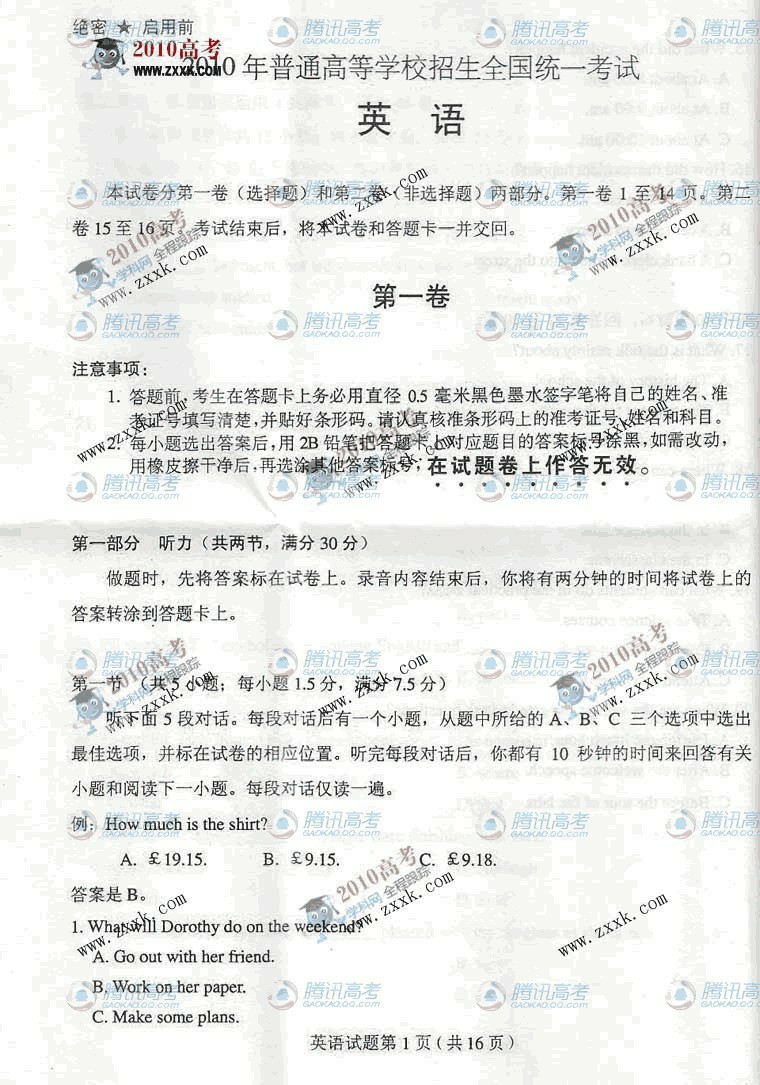 绝密 ★ 启用前
2010年普通高等学校招生全国统一考试
英 语
本试卷分第一卷（选择题）和第二卷（非选择题）两部分。第一卷 1 至 14 页。第二
卷 15 至 16 页。考试结束后，将本试卷和答题卡一并交回。
第一卷
注意事项：
1. 答题前，考生在答题卡上务必用直径 0.5 毫米黑色墨水签字笔将自己的姓名、准
考证号填写清楚，并贴好条形码。请认真核准条形码上的准考证号、姓名和科目。
2. 每小题选出答案后，用 2B 铅笔把答题卡上对应题目的答案标号涂黑，如需改动，
用橡皮擦干净后，再选涂其他答案标号，在试题卷上作答无效。
第一部分 听力（共两节，满分 30 分）
做题时，先将答案标在试卷上。录音内容结束后，你将有两分钟的时间将试卷上的
答案转涂到答题卡上。
第一节 （共 5 小题；每小题 1.5 分，满分 7.5 分）
听下面 5 段对话。每段对话后有一个小题，从题中所给的 A、B、C 三个选项中选出
最佳选项，并标在试卷的相应位置。听完每段对话后，你都有 10 秒钟的时间来回答有关
小题和阅读下一小题。每段对话仅读一遍。
例：How much is the shirt?
A. £19.15. B. £9.15. C. £9.18.
答案是 B。
1. What will Dorothy do on the weekend?
A. Go out with her friend.
B. Work on her paper.
C. Make some plans.
英语试题第 1 页（共 16 页）
2010高考
www.zxxk.com
学科网 全程跟踪
腾讯高考
GAOKAO.QQ.COM